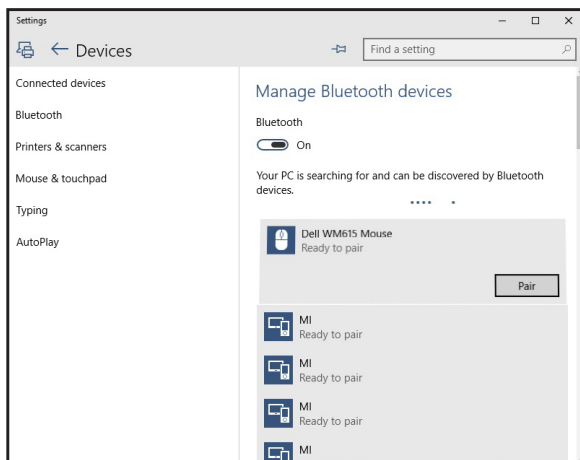 Settings
Devices
Find a setting
Connected devices
Bluetooth
Printers & scanners
Mouse & touchpad
Typing
AutoPlay
Manage Bluetooth devices
Bluetooth
On
Your PC is searching for and can be discovered by Bluetooth
devices.
Dell WM615 Mouse
Ready to pair
Pair
MI
Ready to pair
MI
Ready to pair
MI
Ready to pair
MI